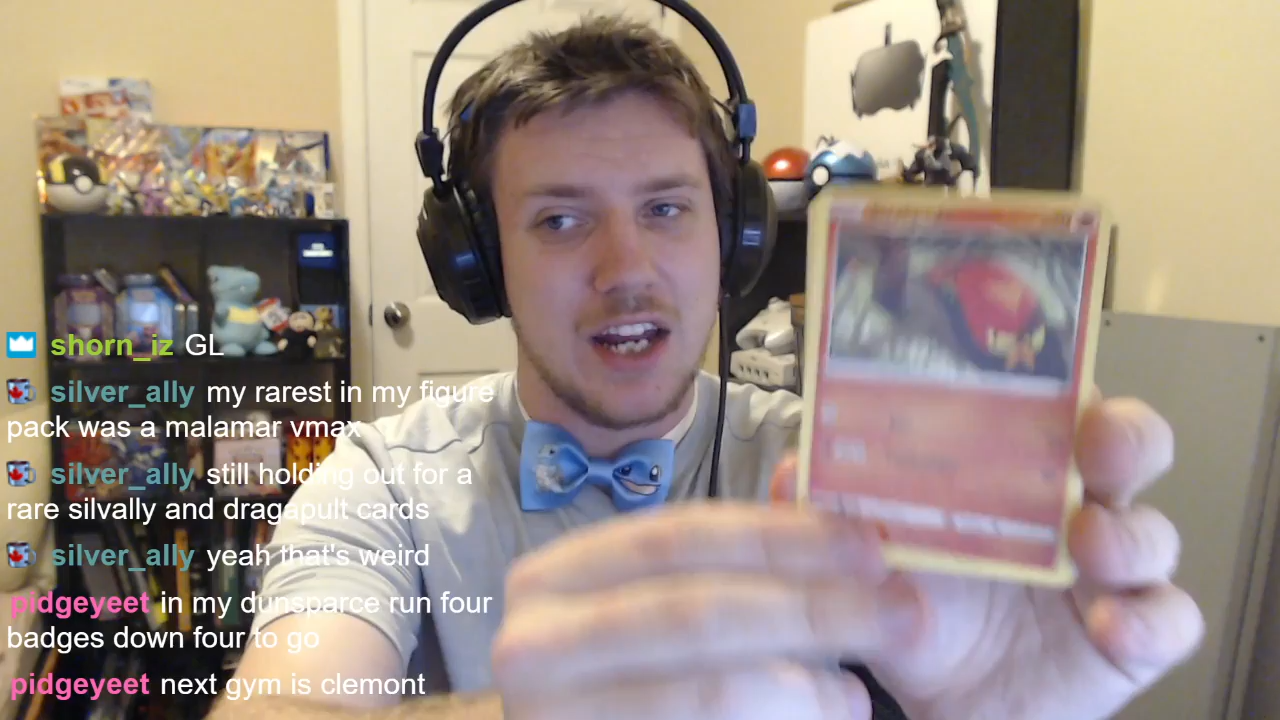 shorn_iz GL
silver_ally my rarest in my figure
pack was a malamar vmax
silver_ally still holding out for a
rare silvally and dragapult cards
silver_ally yeah that's weird
pidgeyeet in my dunsparce run four
badges down four to go
pidgeyeet next gym is clemont